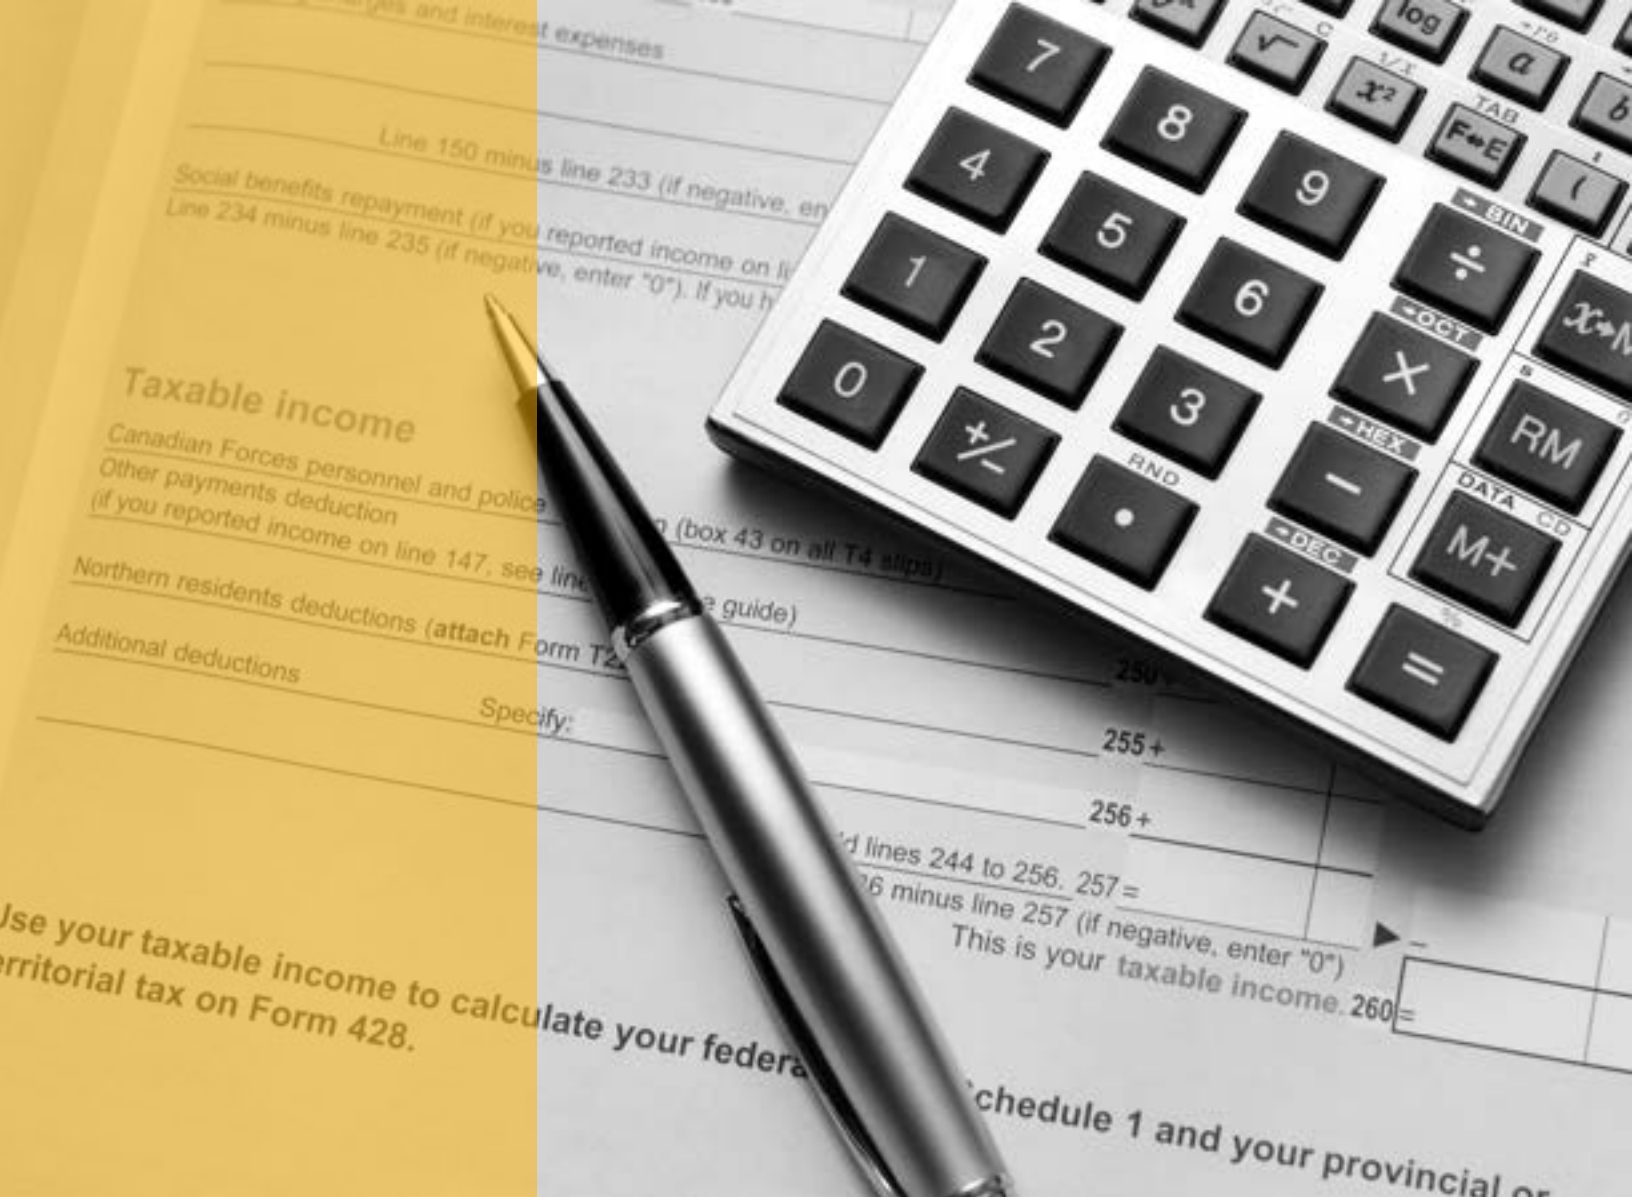 and interest expenses
Line 150 minus line 233 (if negative, en
Social benefits repayment (if you reported income on li
Line 234 minus line 235 (if negative, enter "0"). If you h
Taxable income
Canadian Forces personnel and police (box 43 on all T4 slips)
Other payments deduction
(if you reported income on line 147, see line guide)
250+
Northern residents deductions (attach Form T2
255+
Additional deductions
Specify:
256+
lines 244 to 256. 257=
minus line 257 (if negative, enter "0")
–
This is your taxable income. 260=
Use your taxable income to calculate your federa chedule 1 and your provincial or
erritorial tax on Form 428.
log
√ +re
7 1/x a
8 x² TAB b
4 9 F↔E (
5 →BIN
1 6 ÷
2 →OCT x→M
0 3 × RM
+/− RND →HEX DATA CD
• − M+
→DEC
+ %
=